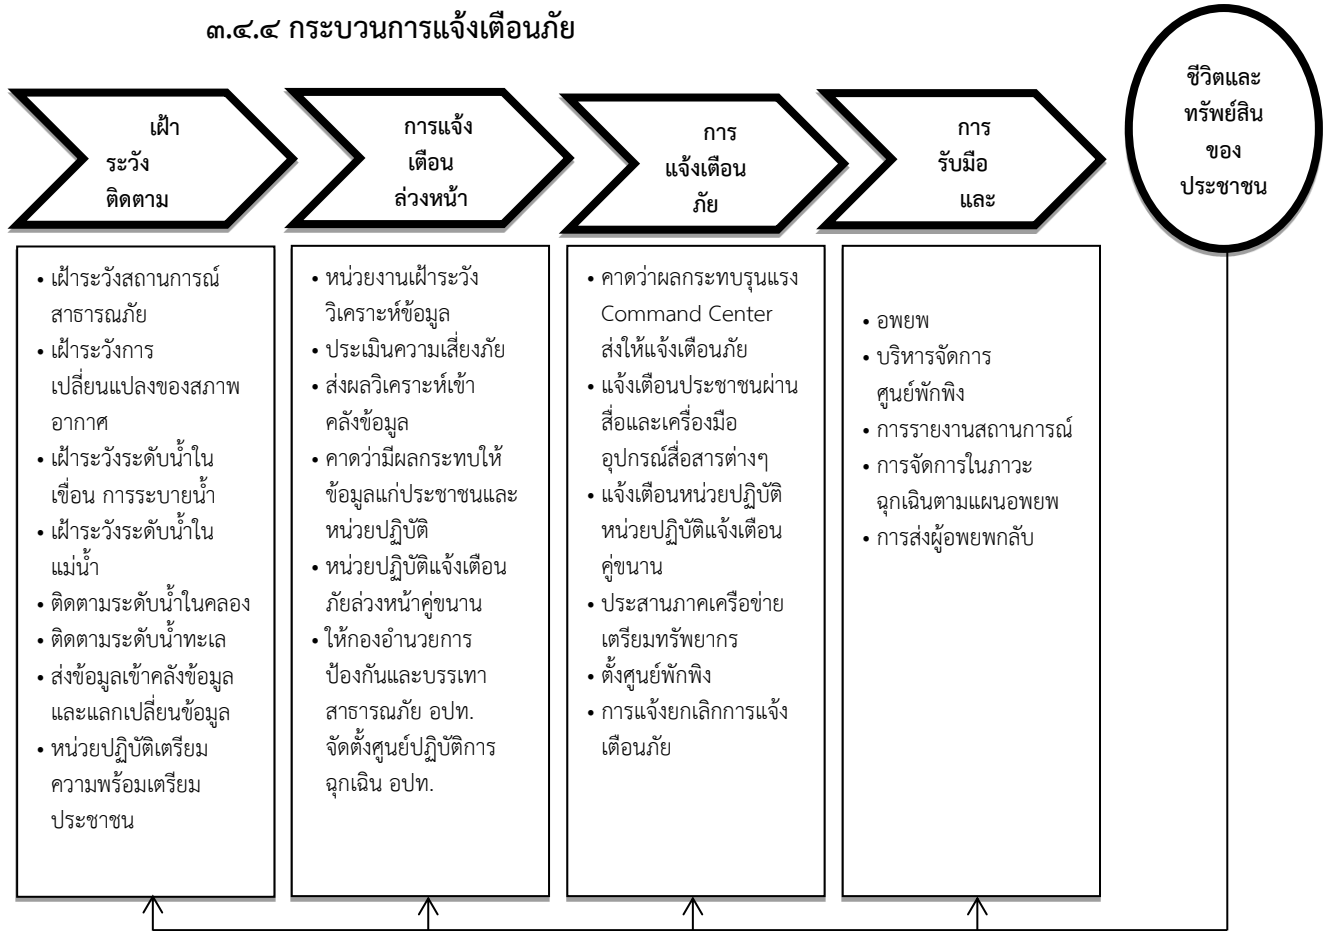 ๓.๔.๔ กระบวนการแจ้งเตือนภัย
เฝ้า
ระวัง
ติดตาม
การแจ้ง
เตือน
ล่วงหน้า
การ
แจ้งเตือน
ภัย
การ
รับมือ
และ
ชีวิตและ
ทรัพย์สิน
ของ
ประชาชน
• เฝ้าระวังสถานการณ์
สาธารณภัย
• เฝ้าระวังการ
เปลี่ยนแปลงของสภาพ
อากาศ
• เฝ้าระวังระดับน้ำใน
เขื่อน การระบายน้ำ
• เฝ้าระวังระดับน้ำใน
แม่น้ำ
• ติดตามระดับน้ำในคลอง
• ติดตามระดับน้ำทะเล
• ส่งข้อมูลเข้าคลังข้อมูล
และแลกเปลี่ยนข้อมูล
• หน่วยปฏิบัติเตรียม
ความพร้อมเตรียม
ประชาชน
• หน่วยงานเฝ้าระวัง
วิเคราะห์ข้อมูล
• ประเมินความเสี่ยงภัย
• ส่งผลวิเคราะห์เข้า
คลังข้อมูล
• คาดว่ามีผลกระทบให้
ข้อมูลแก่ประชาชนและ
หน่วยปฏิบัติ
• หน่วยปฏิบัติแจ้งเตือน
ภัยล่วงหน้าคู่ขนาน
• ให้กองอำนวยการ
ป้องกันและบรรเทา
สาธารณภัย อปท.
จัดตั้งศูนย์ปฏิบัติการ
ฉุกเฉิน อปท.
• คาดว่าผลกระทบรุนแรง
Command Center
ส่งให้แจ้งเตือนภัย
• แจ้งเตือนประชาชนผ่าน
สื่อและเครื่องมือ
อุปกรณ์สื่อสารต่างๆ
• แจ้งเตือนหน่วยปฏิบัติ
หน่วยปฏิบัติแจ้งเตือน
คู่ขนาน
• ประสานภาคเครือข่าย
เตรียมทรัพยากร
• ตั้งศูนย์พักพิง
• การแจ้งยกเลิกการแจ้ง
เตือนภัย
• อพยพ
• บริหารจัดการ
ศูนย์พักพิง
• การรายงานสถานการณ์
• การจัดการในภาวะ
ฉุกเฉินตามแผนอพยพ
• การส่งผู้อพยพกลับ